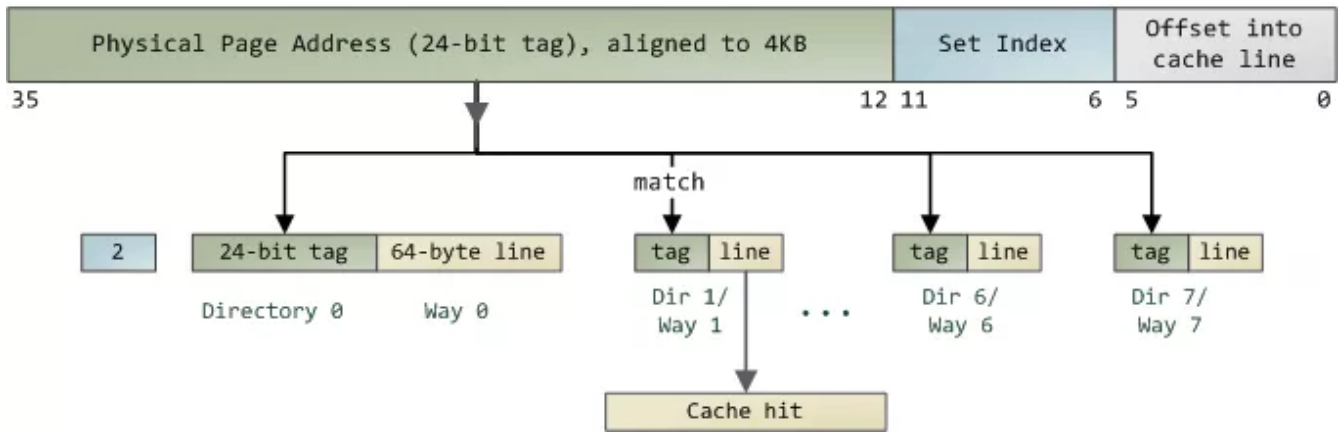 Physical Page Address (24-bit tag), aligned to 4KB
Set Index
Offset into
cache line
35
12
11
6
5
0
match
2
24-bit tag
64-byte line
tag
line
tag
line
tag
line
Directory 0
Way 0
Dir 1/
Way 1
...
Dir 6/
Way 6
Dir 7/
Way 7
Cache hit